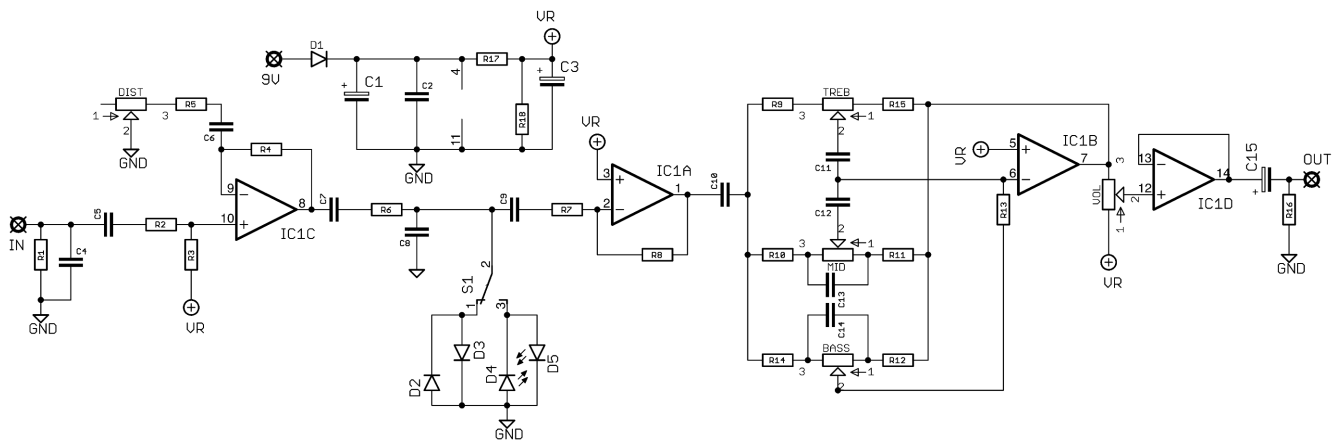 VR
D1
9V
C1
C2
4
11
R17
R18
C3
DIST
1
3
2
GND
R5
C6
R4
GND
VR
3
2
1
IC1A
R7
R8
C10
9
10
8
IC1C
IN
R1
C4
GND
C5
R2
R3
VR
C7
R6
C8
C9
S1
2
1
3
D2
D3
D4
D5
GND
R9
3
TREB
1
2
R15
C11
C12
2
R10
3
MID
1
R11
C13
C14
R14
3
BASS
1
2
R12
VR
5
6
7
IC1B
R13
3
VOL
2
1
VR
13
12
14
IC1D
C15
OUT
R16
GND